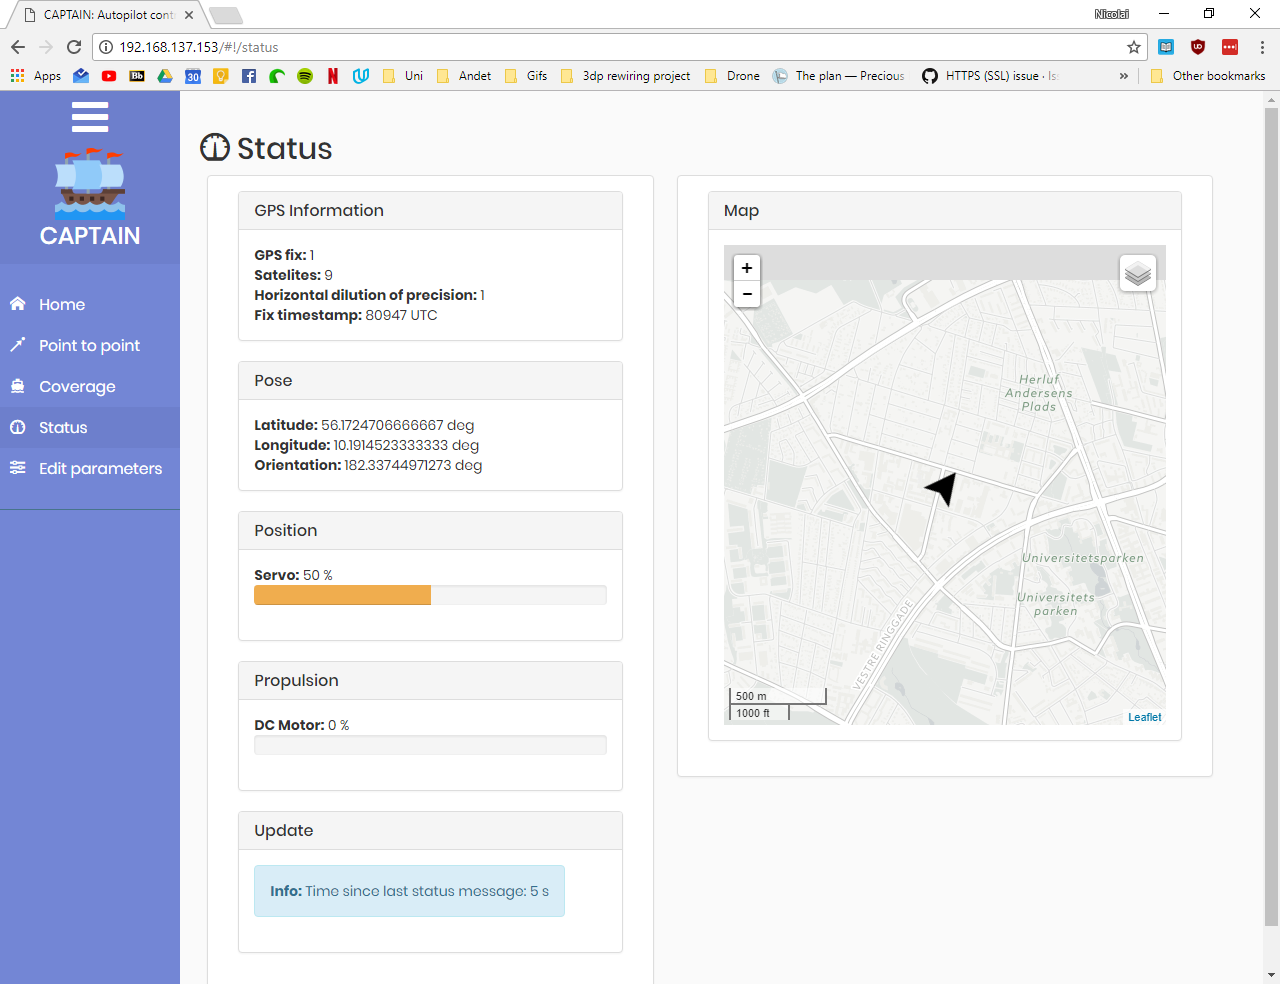 CAPTAIN: Autopilot cont
Nicolai
192.168.137.153/#!/status
Apps
Bb
30
Uni
Andet
Gifs
3dp rewiring project
Drone
The plan — Precious
HTTPS (SSL) issue · Iss
»
Other bookmarks
CAPTAIN
Home
Point to point
Coverage
Status
Edit parameters
Status
GPS Information
GPS fix: 1
Satelites: 9
Horizontal dilution of precision: 1
Fix timestamp: 80947 UTC
Pose
Latitude: 56.1724706666667 deg
Longitude: 10.1914523333333 deg
Orientation: 182.33744971273 deg
Position
Servo: 50 %
Propulsion
DC Motor: 0 %
Update
Info: Time since last status message: 5 s
Map
+
−
Herluf
Andersens
Plads
Universitetsparken
Universitets
parken
VESTRE RINGGADE
500 m
1000 ft
Leaflet